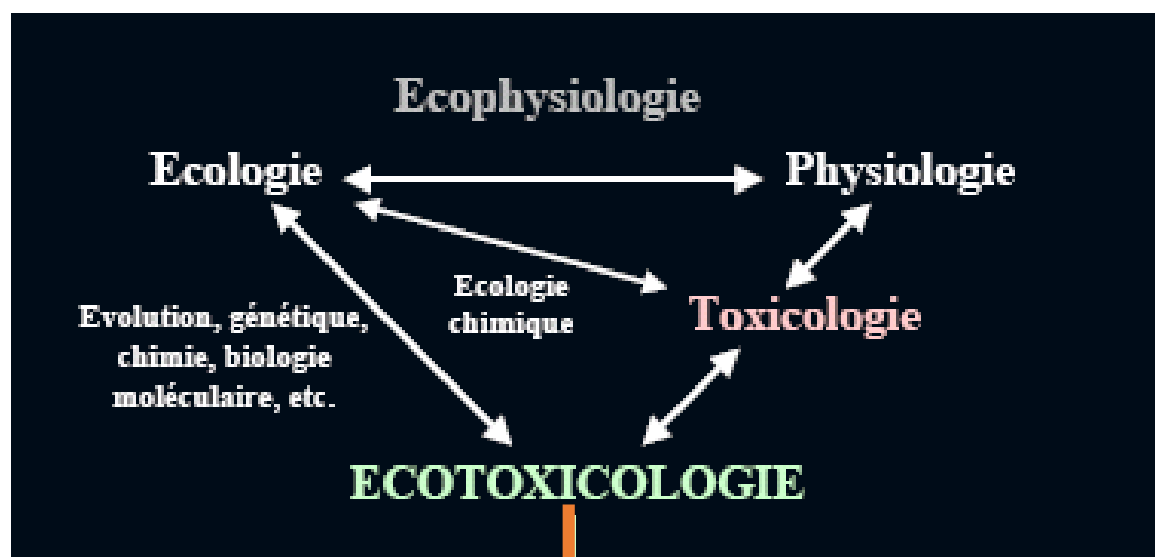 Ecophysiologie
Ecologie
Physiologie
Ecologie
chimique
Toxicologie
Evolution, génétique,
chimie, biologie
moléculaire, etc.
ECOTOXICOLOGIE